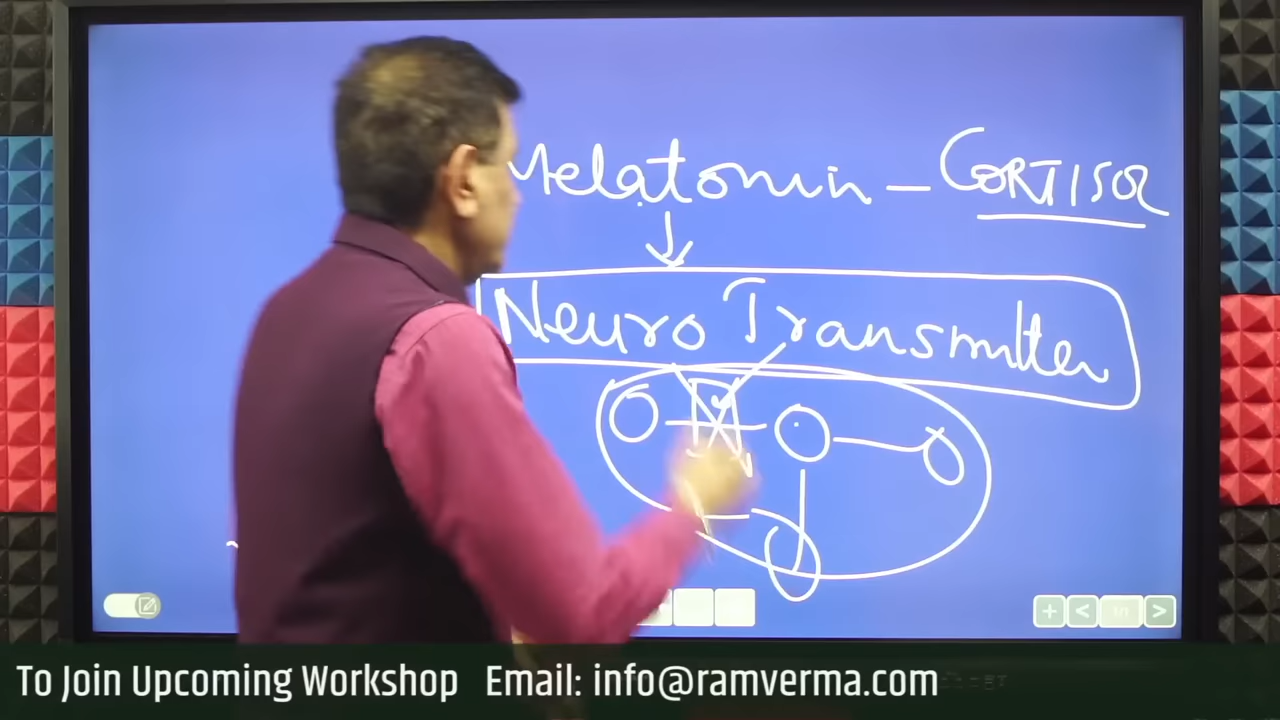 Melatonin – CORTISOL
Neuro Transmitter
To Join Upcoming Workshop Email: info@ramverma.com